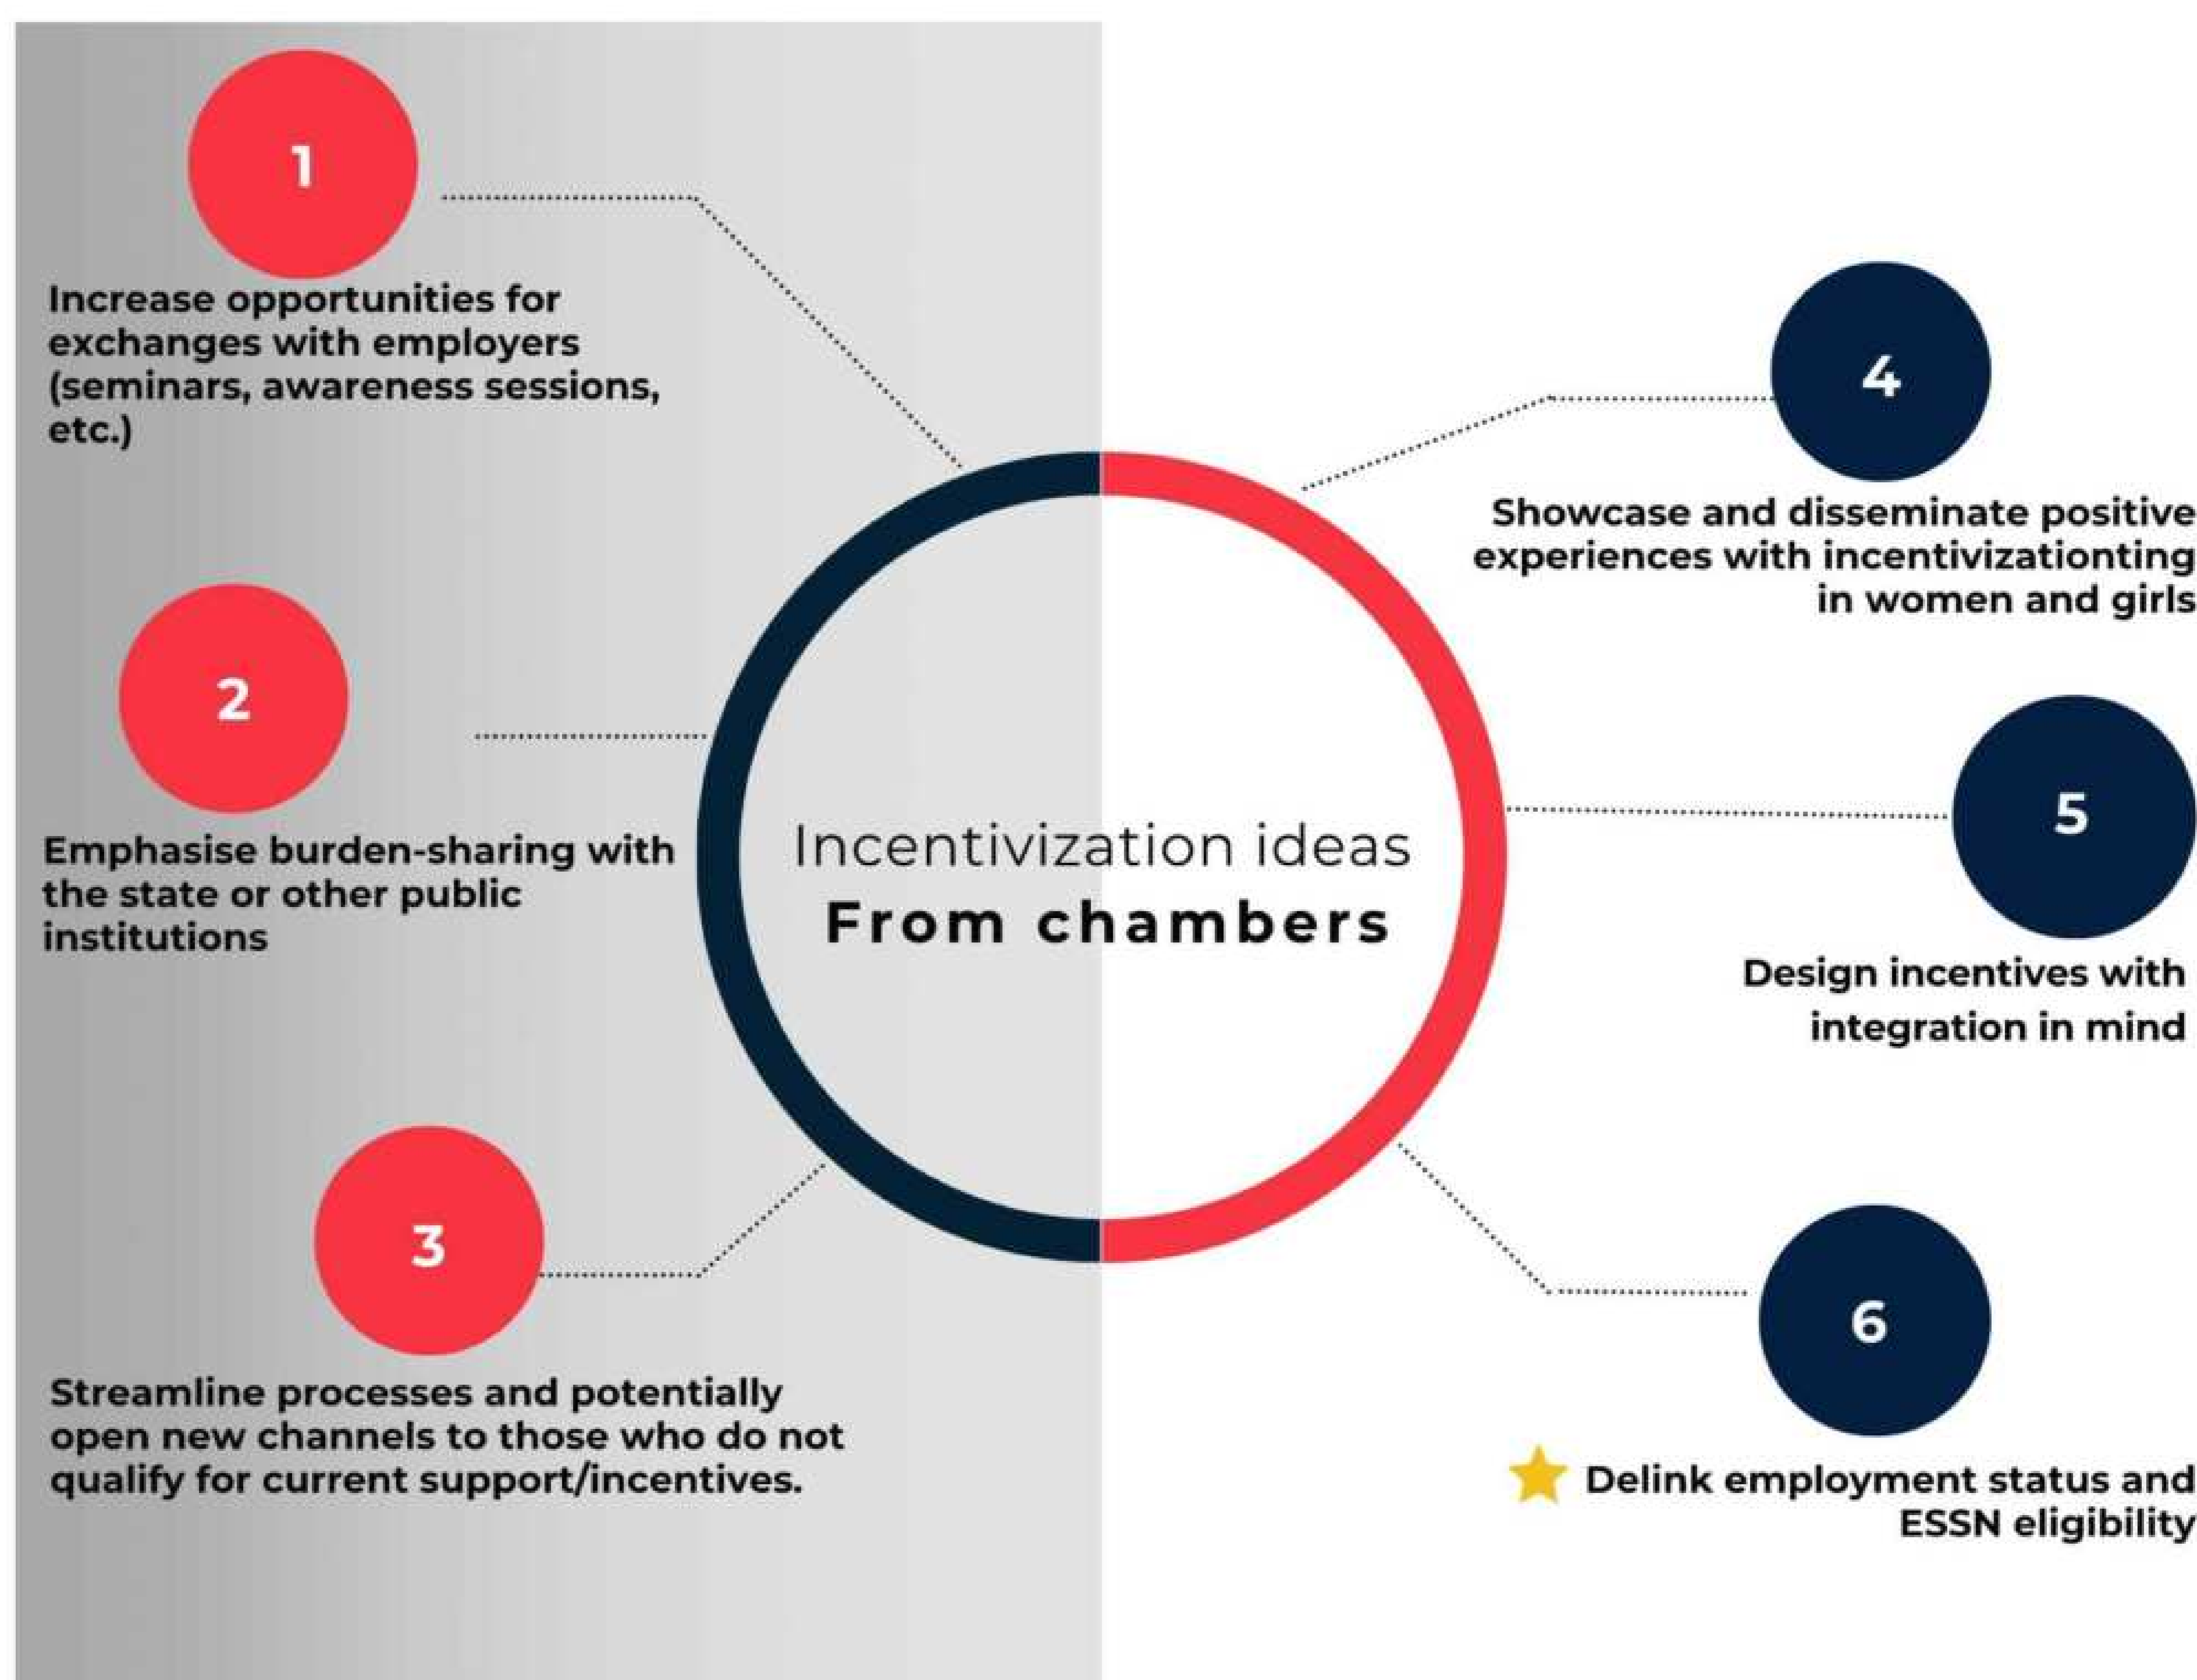 1
Increase opportunities for
exchanges with employers
(seminars, awareness sessions,
etc.)
2
Emphasise burden-sharing with
the state or other public
institutions
3
Streamline processes and potentially
open new channels to those who do not
qualify for current support/incentives.
Incentivization ideas
From chambers
4
Showcase and disseminate positive
experiences with incentivizationting
in women and girls
5
Design incentives with
integration in mind
6
Delink employment status and
ESSN eligibility